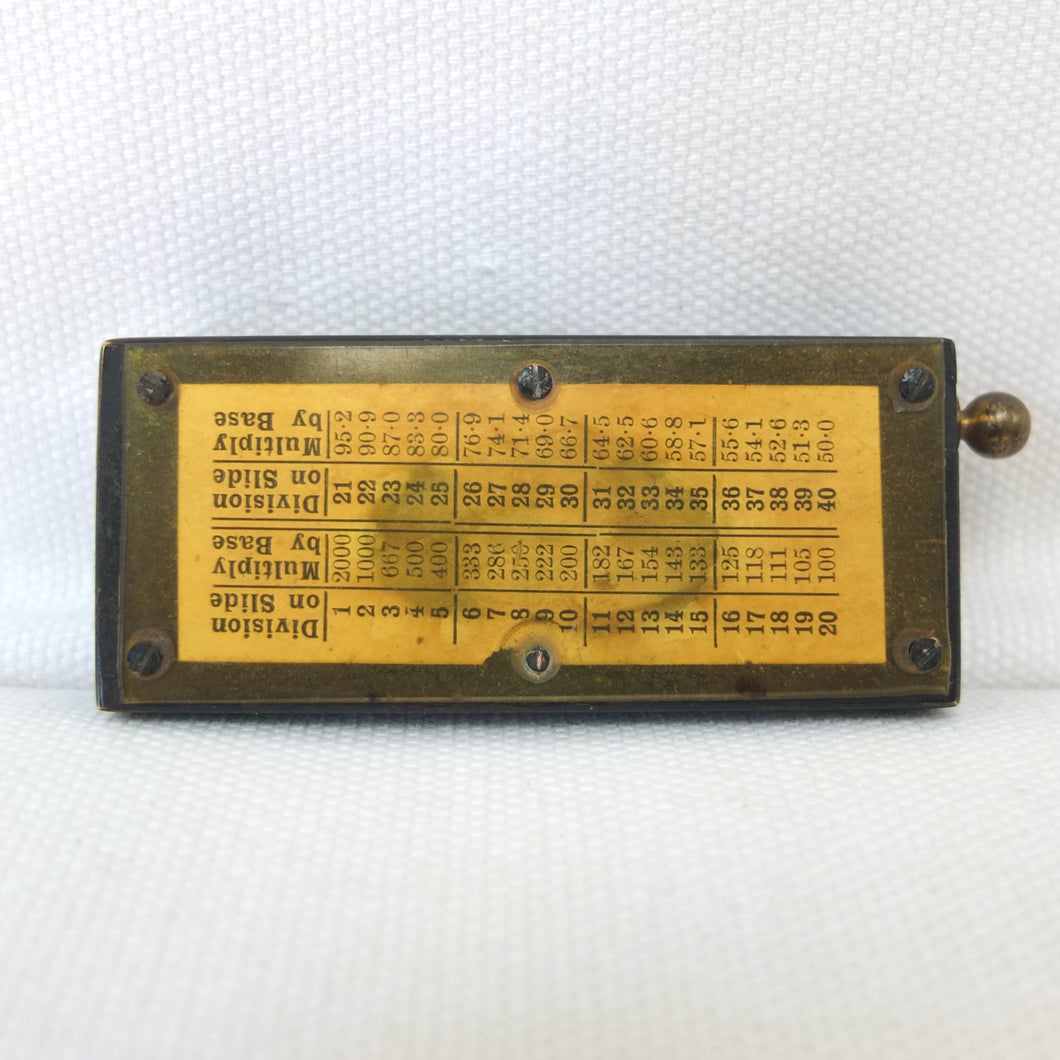 Division Multiply Division Multiply
on Slide by Base on Slide by Base
1 2000 21 95·2
2 1000 22 90·9
3 667 23 87·0
4 500 24 83·3
5 400 25 80·0
6 333 26 76·9
7 286 27 74·1
8 250 28 71·4
9 222 29 69·0
10 200 30 66·7
11 182 31 64·5
12 167 32 62·5
13 154 33 60·6
14 143 34 58·8
15 133 35 57·1
16 125 36 55·6
17 118 37 54·1
18 111 38 52·6
19 105 39 51·3
20 100 40 50·0